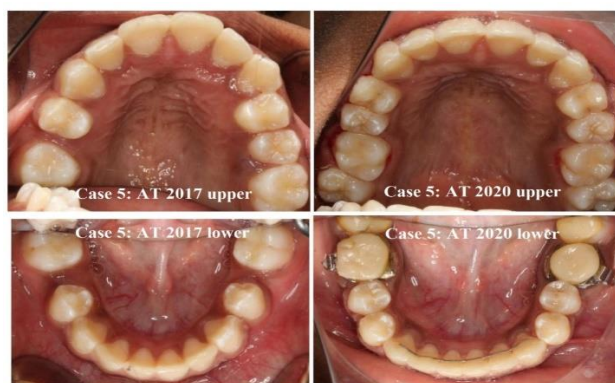 Case 5: AT 2017 upper
Case 5: AT 2020 upper
Case 5: AT 2017 lower
Case 5: AT 2020 lower